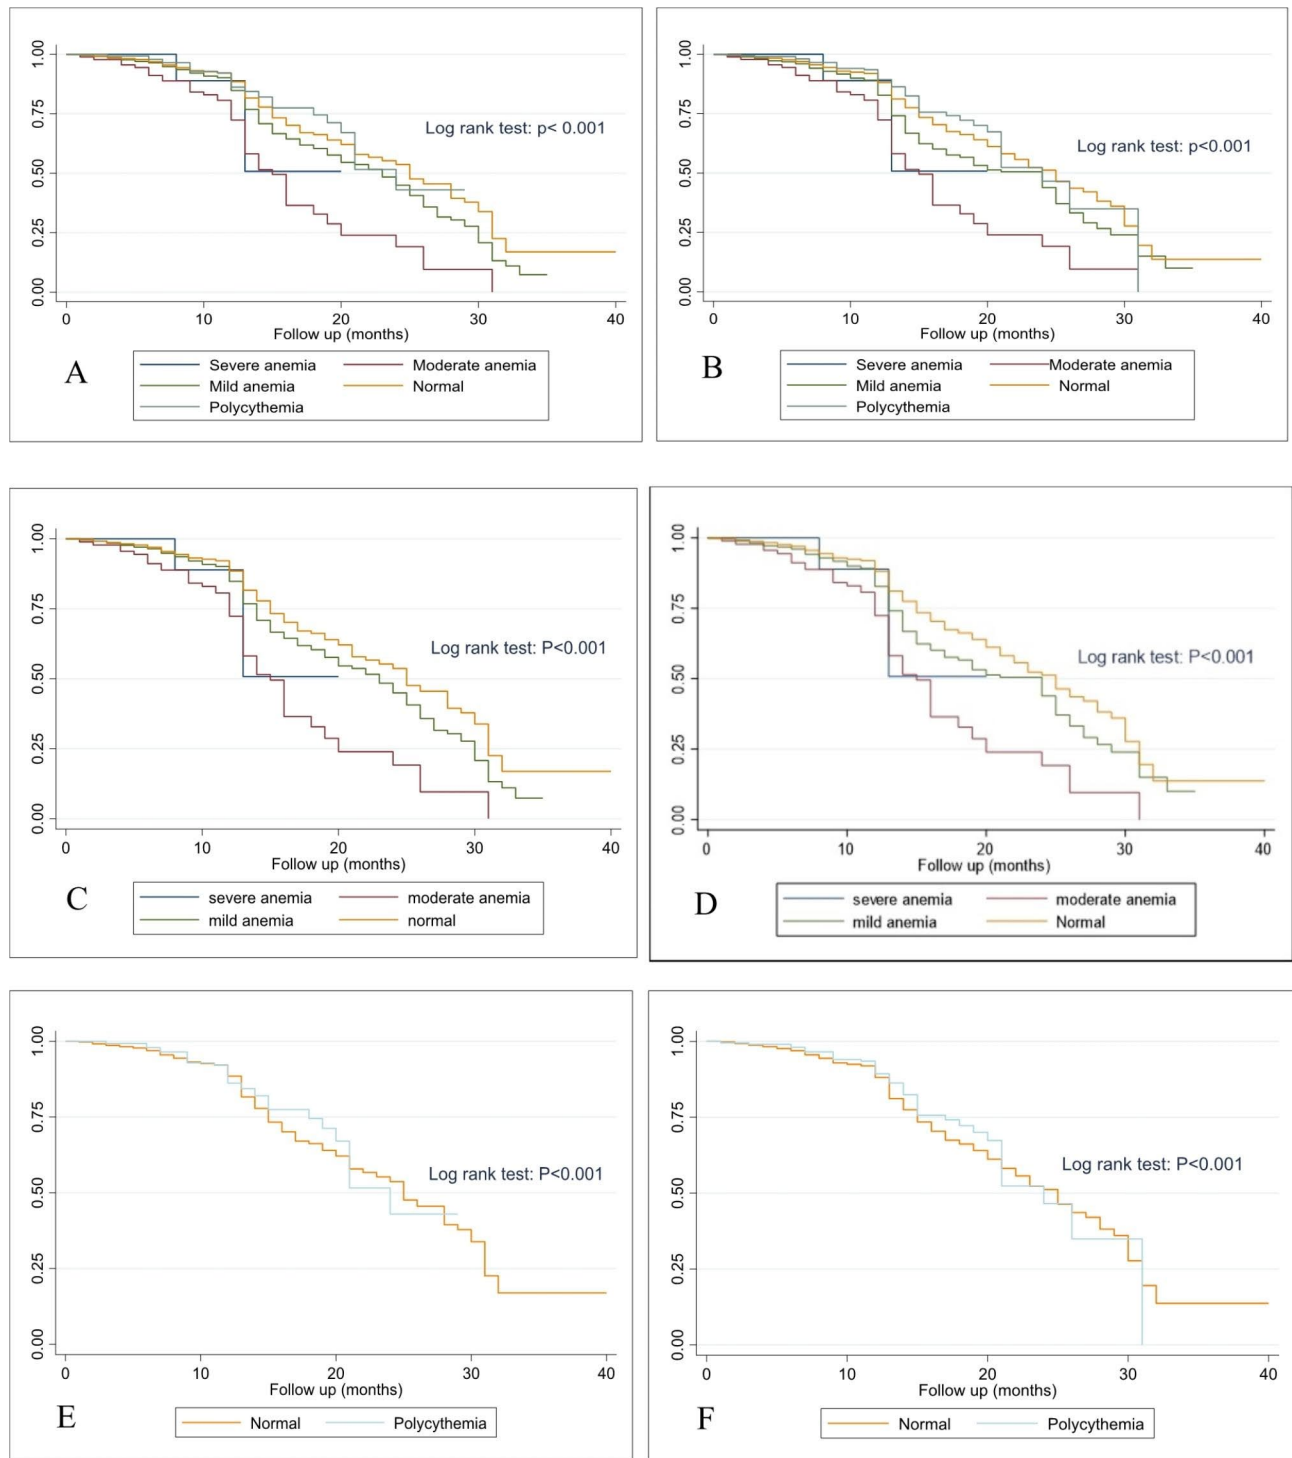 1.00
0.75
0.50
0.25
0.00
Log rank test: p< 0.001
0 10 20 30 40
Follow up (months)
A
Severe anemia Moderate anemia
Mild anemia Normal
Polycythemia
1.00
0.75
0.50
0.25
0.00
Log rank test: p<0.001
0 10 20 30 40
Follow up (months)
B
Severe anemia Moderate anemia
Mild anemia Normal
Polycythemia
1.00
0.75
0.50
0.25
0.00
Log rank test: P<0.001
0 10 20 30 40
Follow up (months)
C
severe anemia moderate anemia
mild anemia normal
1.00
0.75
0.50
0.25
0.00
Log rank test: P<0.001
0 10 20 30 40
Follow up (months)
D
severe anemia moderate anemia
mild anemia Normal
1.00
0.75
0.50
0.25
0.00
Log rank test: P<0.001
0 10 20 30 40
Follow up (months)
E
Normal Polycythemia
1.00
0.75
0.50
0.25
0.00
Log rank test: P<0.001
0 10 20 30 40
Follow up (months)
F
Normal Polycythemia